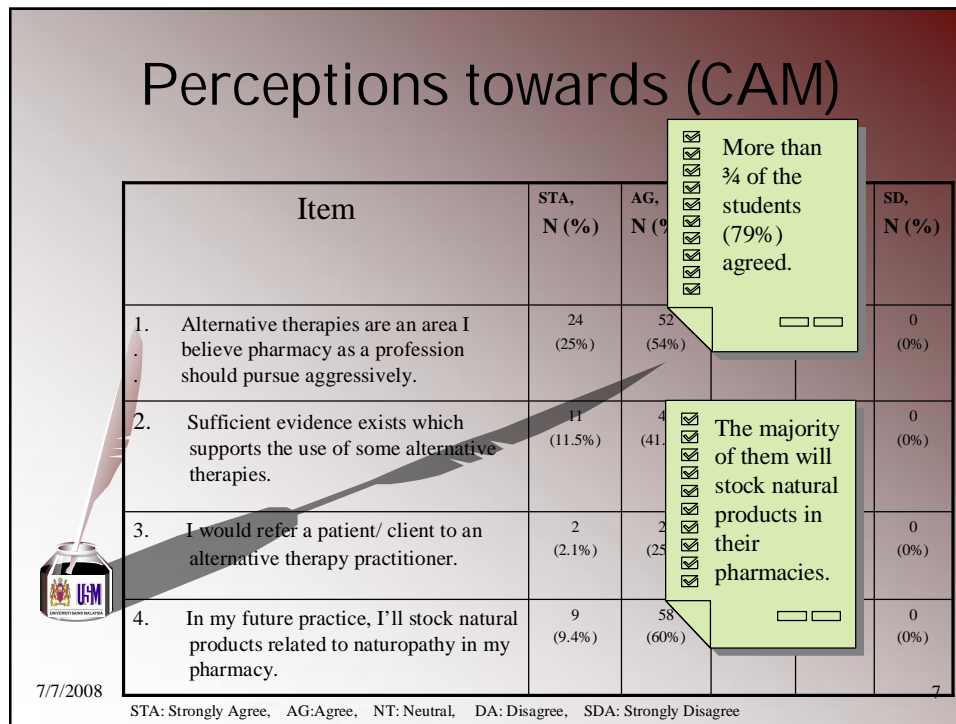 Perceptions towards (CAM)
More than
¾ of the
students
(79%)
agreed.
Item
STA,
N (%)
AG,
SD,
N (%)
1. Alternative therapies are an area I
. believe pharmacy as a profession
. should pursue aggressively.
24
(25%)
52
(54%)
0
(0%)
2. Sufficient evidence exists which
supports the use of some alternative
therapies.
11
(11.5%)
0
(0%)
The majority
of them will
stock natural
products in
their
pharmacies.
3. I would refer a patient/ client to an
alternative therapy practitioner.
2
(2.1%)
0
(0%)
4. In my future practice, I'll stock natural
products related to naturopathy in my
pharmacy.
9
(9.4%)
58
(60%)
0
(0%)
USM
UNIVERSITI SAINS MALAYSIA
7/7/2008
7
STA: Strongly Agree, AG:Agree, NT: Neutral, DA: Disagree, SDA: Strongly Disagree